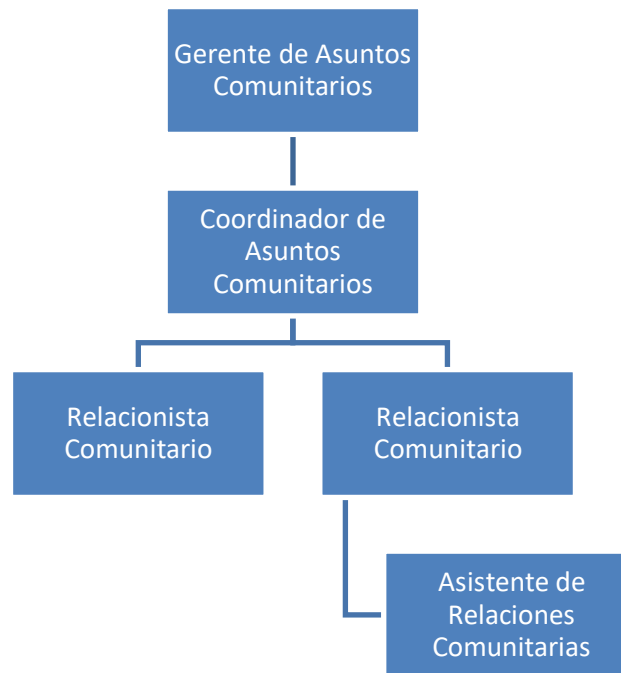 Gerente de Asuntos
Comunitarios
Coordinador de
Asuntos
Comunitarios
Relacionista
Comunitario
Relacionista
Comunitario
Asistente de
Relaciones
Comunitarias